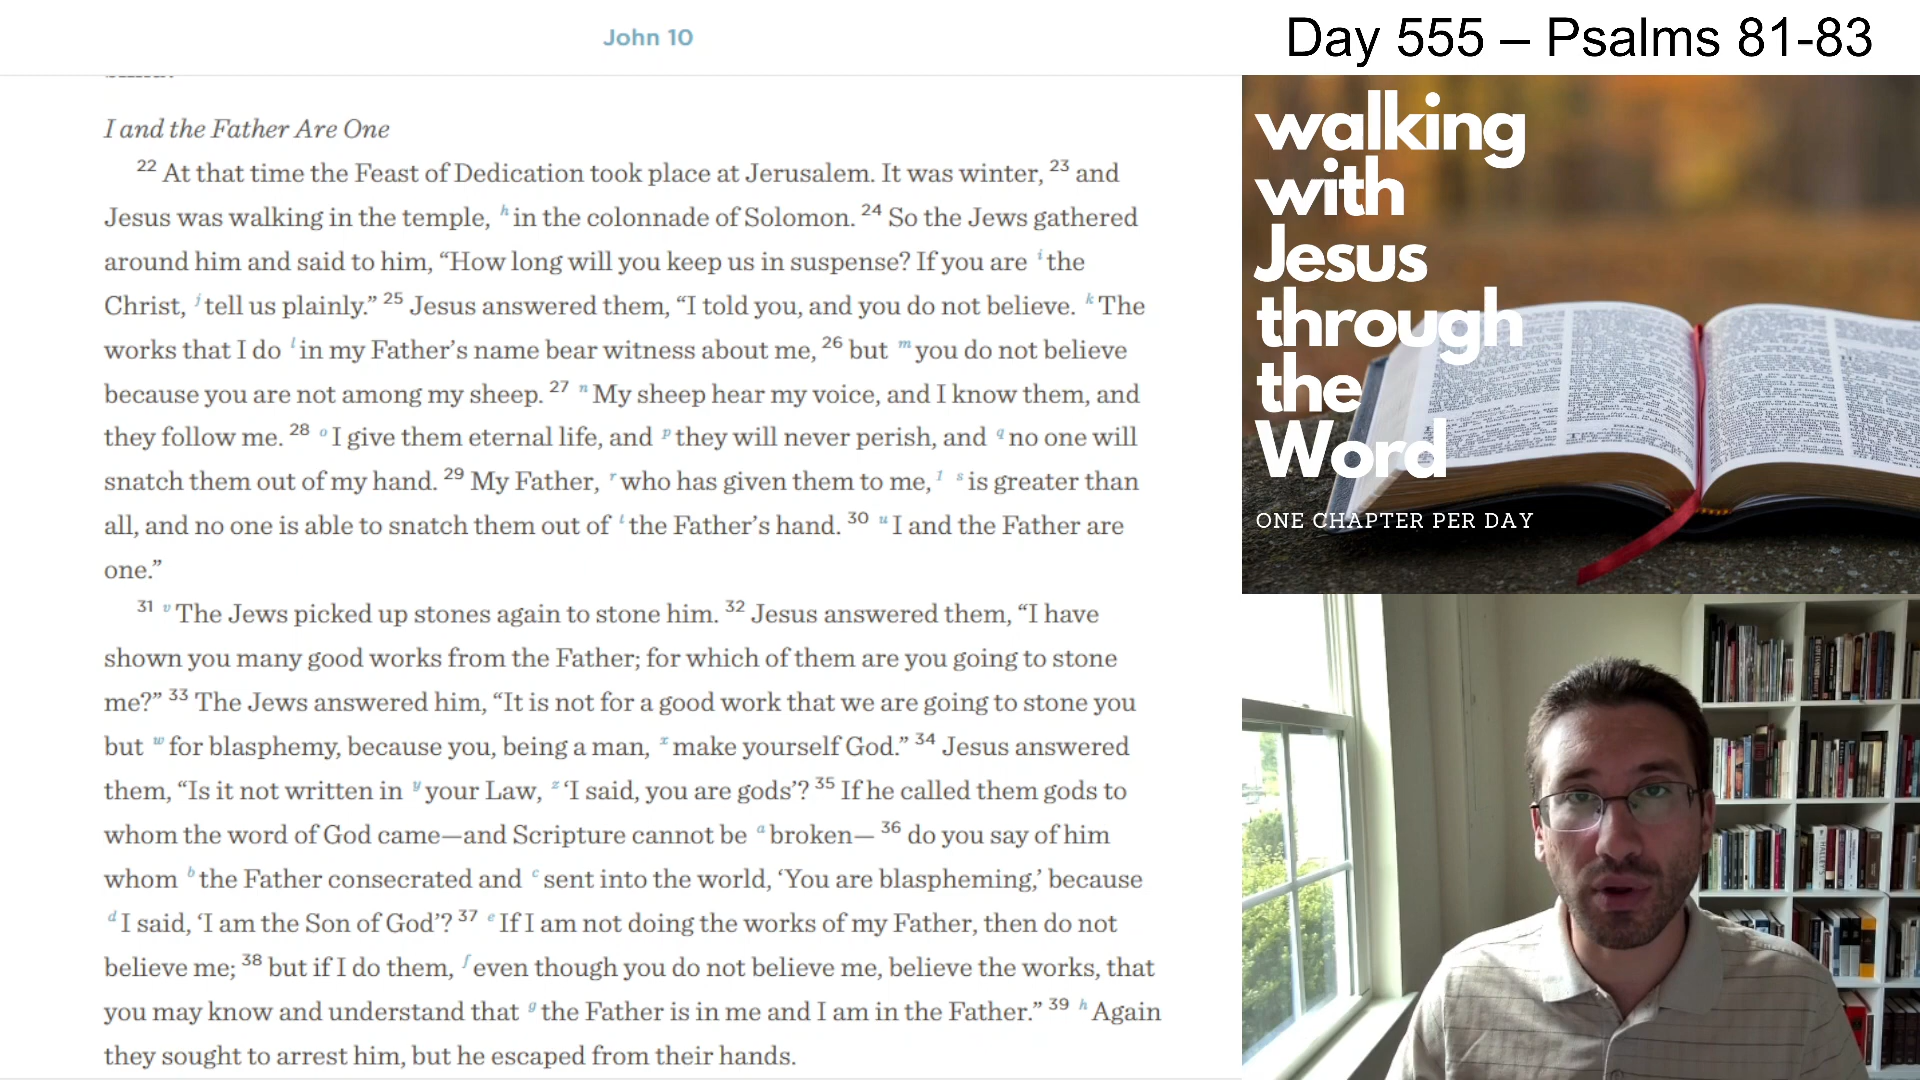 John 10
Day 555 – Psalms 81-83
I and the Father Are One
22 At that time the Feast of Dedication took place at Jerusalem. It was winter, 23 and
Jesus was walking in the temple, h in the colonnade of Solomon. 24 So the Jews gathered
around him and said to him, “How long will you keep us in suspense? If you are i the
Christ, j tell us plainly.” 25 Jesus answered them, “I told you, and you do not believe. k The
works that I do l in my Father’s name bear witness about me, 26 but m you do not believe
because you are not among my sheep. 27 n My sheep hear my voice, and I know them, and
they follow me. 28 o I give them eternal life, and p they will never perish, and q no one will
snatch them out of my hand. 29 My Father, r who has given them to me, 1 s is greater than
all, and no one is able to snatch them out of t the Father’s hand. 30 u I and the Father are
one.”
31 v The Jews picked up stones again to stone him. 32 Jesus answered them, “I have
shown you many good works from the Father; for which of them are you going to stone
me?” 33 The Jews answered him, “It is not for a good work that we are going to stone you
but w for blasphemy, because you, being a man, x make yourself God.” 34 Jesus answered
them, “Is it not written in y your Law, z ‘I said, you are gods’? 35 If he called them gods to
whom the word of God came—and Scripture cannot be a broken— 36 do you say of him
whom b the Father consecrated and c sent into the world, ‘You are blaspheming,’ because
d I said, ‘I am the Son of God’? 37 e If I am not doing the works of my Father, then do not
believe me; 38 but if I do them, f even though you do not believe me, believe the works, that
you may know and understand that g the Father is in me and I am in the Father.” 39 h Again
they sought to arrest him, but he escaped from their hands.
walking
with
Jesus
through
the
Word
ONE CHAPTER PER DAY